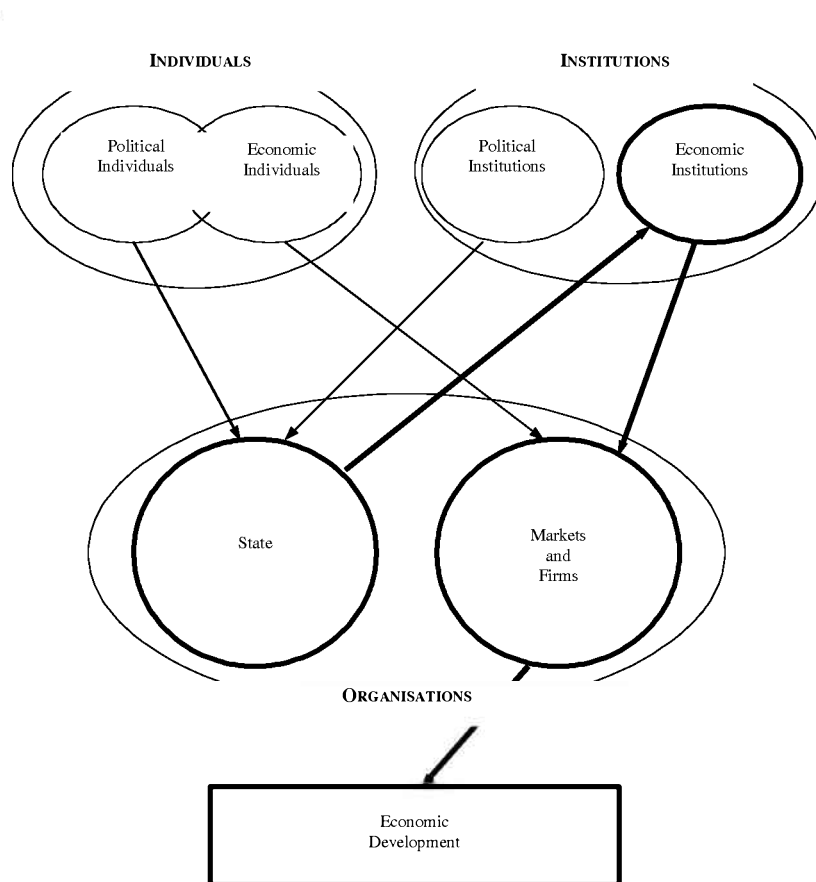 INDIVIDUALS
INSTITUTIONS
Political
Individuals
Economic
Individuals
Political
Institutions
Economic
Institutions
State
Markets
and
Firms
ORGANISATIONS
Economic
Development